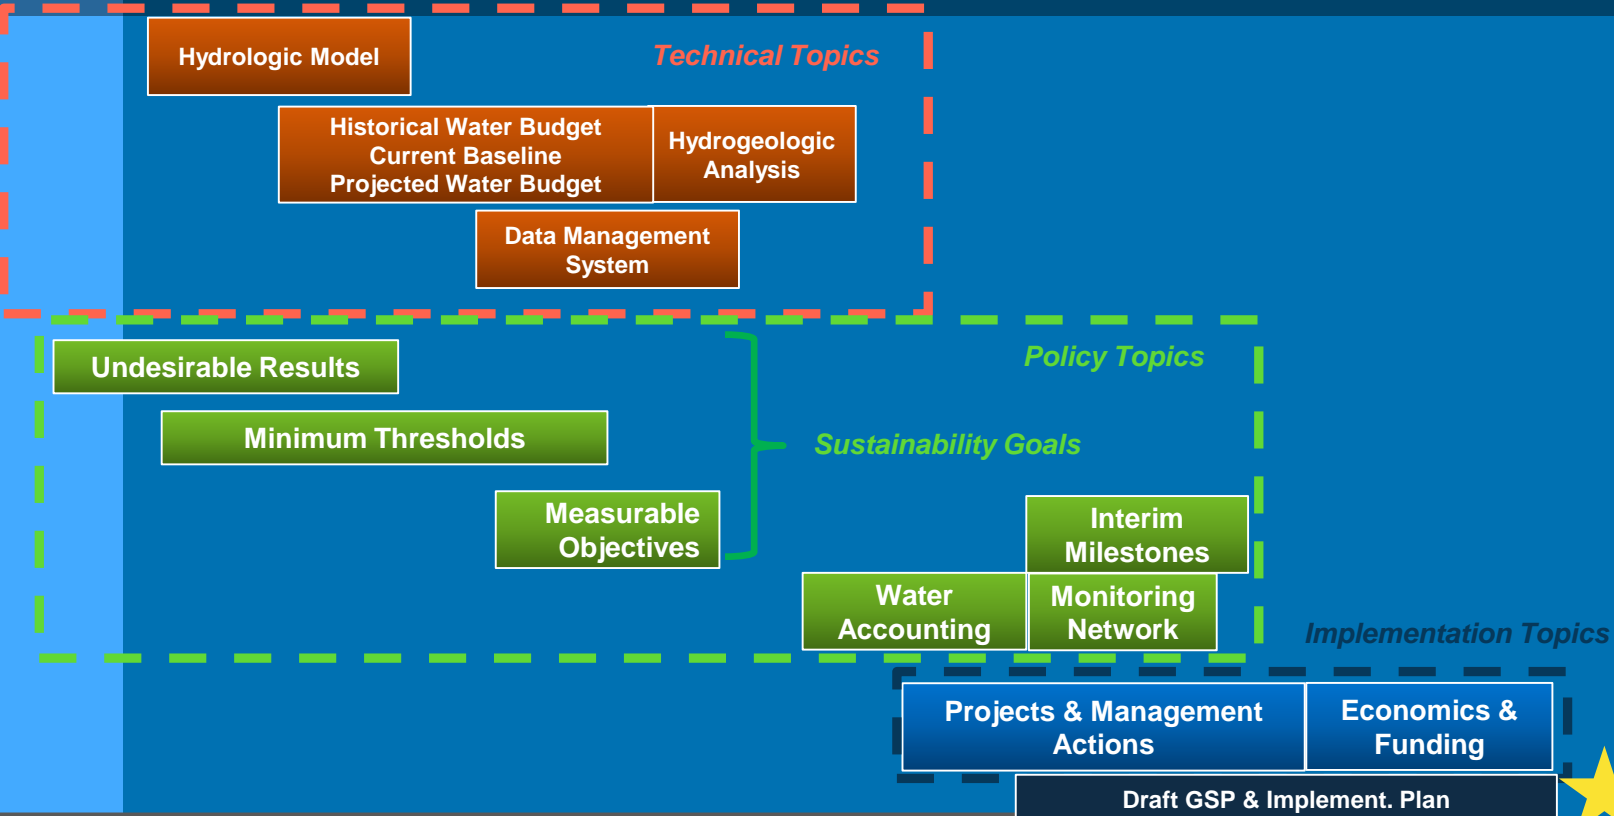 Hydrologic Model
Technical Topics
Historical Water Budget
Current Baseline
Projected Water Budget
Hydrogeologic
Analysis
Data Management
System
Undesirable Results
Policy Topics
Minimum Thresholds
Sustainability Goals
Measurable
Objectives
Interim
Milestones
Water
Accounting
Monitoring
Network
Implementation Topics
Projects & Management
Actions
Economics &
Funding
Draft GSP & Implement. Plan